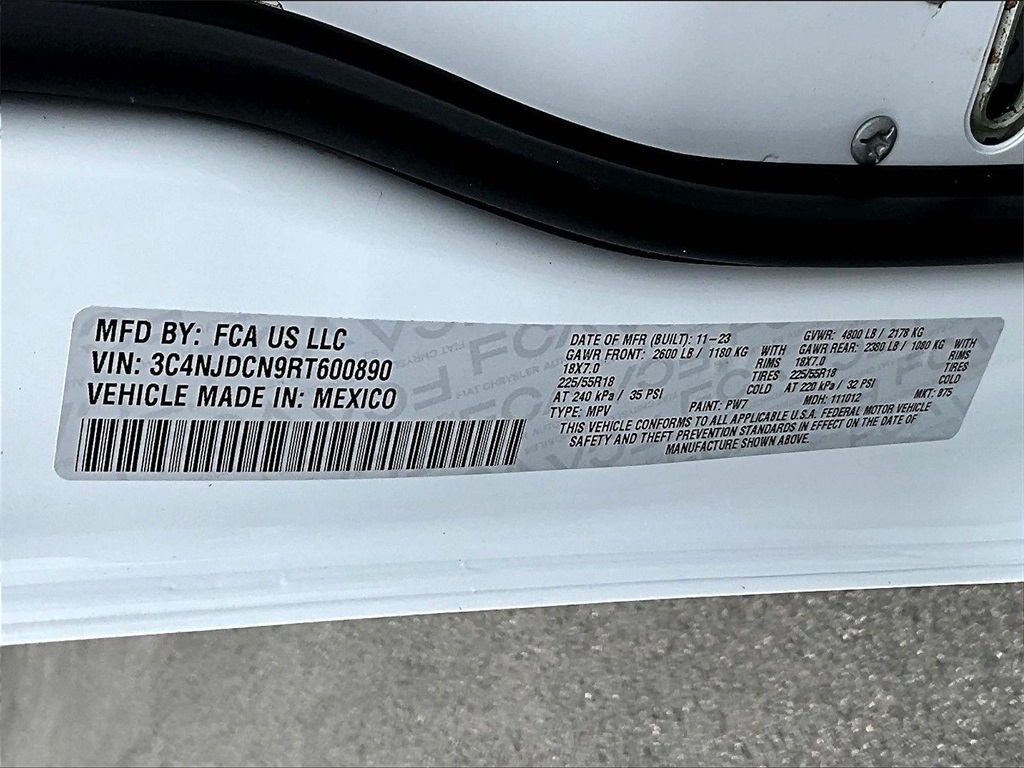 MFD BY: FCA US LLC
VIN: 3C4NJDCN9RT600890
VEHICLE MADE IN: MEXICO
DATE OF MFR (BUILT): 11-23 GVWR: 4800 LB / 2178 KG
GAWR FRONT: 2600 LB / 1180 KG WITH GAWR REAR: 2380 LB / 1080 KG WITH
18X7.0 RIMS 18X7.0 RIMS
225/55R18 TIRES 225/55R18 TIRES
AT 240 kPa / 35 PSI COLD AT 220 kPa / 32 PSI COLD
TYPE: MPV PAINT: PW7 MDH: 111012 MKT: 875
THIS VEHICLE CONFORMS TO ALL APPLICABLE U.S.A. FEDERAL MOTOR VEHICLE
SAFETY AND THEFT PREVENTION STANDARDS IN EFFECT ON THE DATE OF
MANUFACTURE SHOWN ABOVE.